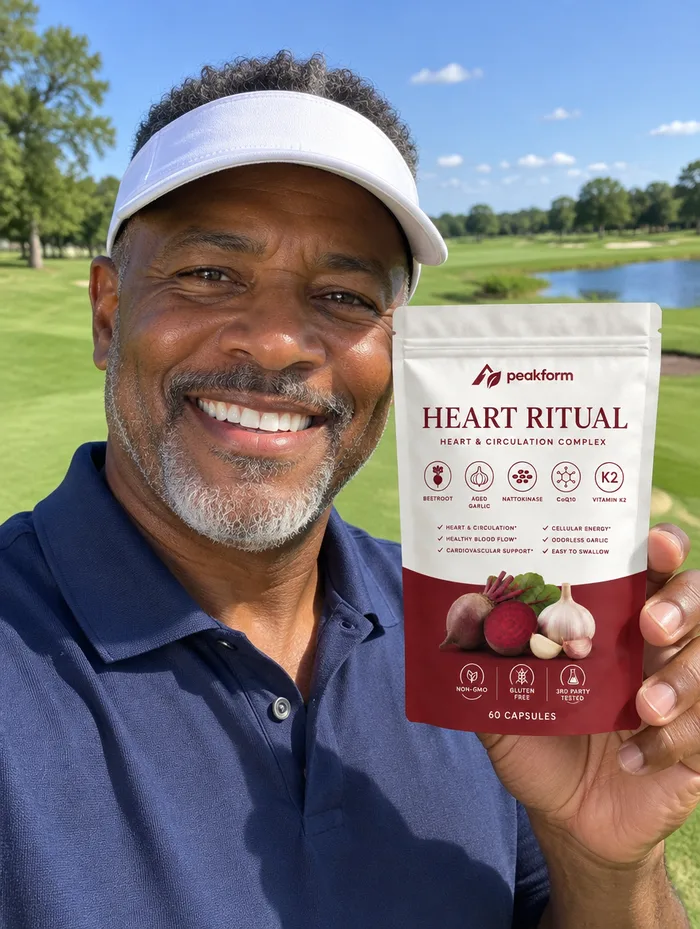 peakform
HEART RITUAL
HEART & CIRCULATION COMPLEX
K2
BEETROOT
AGED
GARLIC
NATTOKINASE
CoQ10
VITAMIN K2
✓ HEART & CIRCULATION*
✓ HEALTHY BLOOD FLOW*
✓ CARDIOVASCULAR SUPPORT*
✓ CELLULAR ENERGY*
✓ ODORLESS GARLIC
✓ EASY TO SWALLOW
NON-GMO
GLUTEN
FREE
3RD PARTY
TESTED
60 CAPSULES